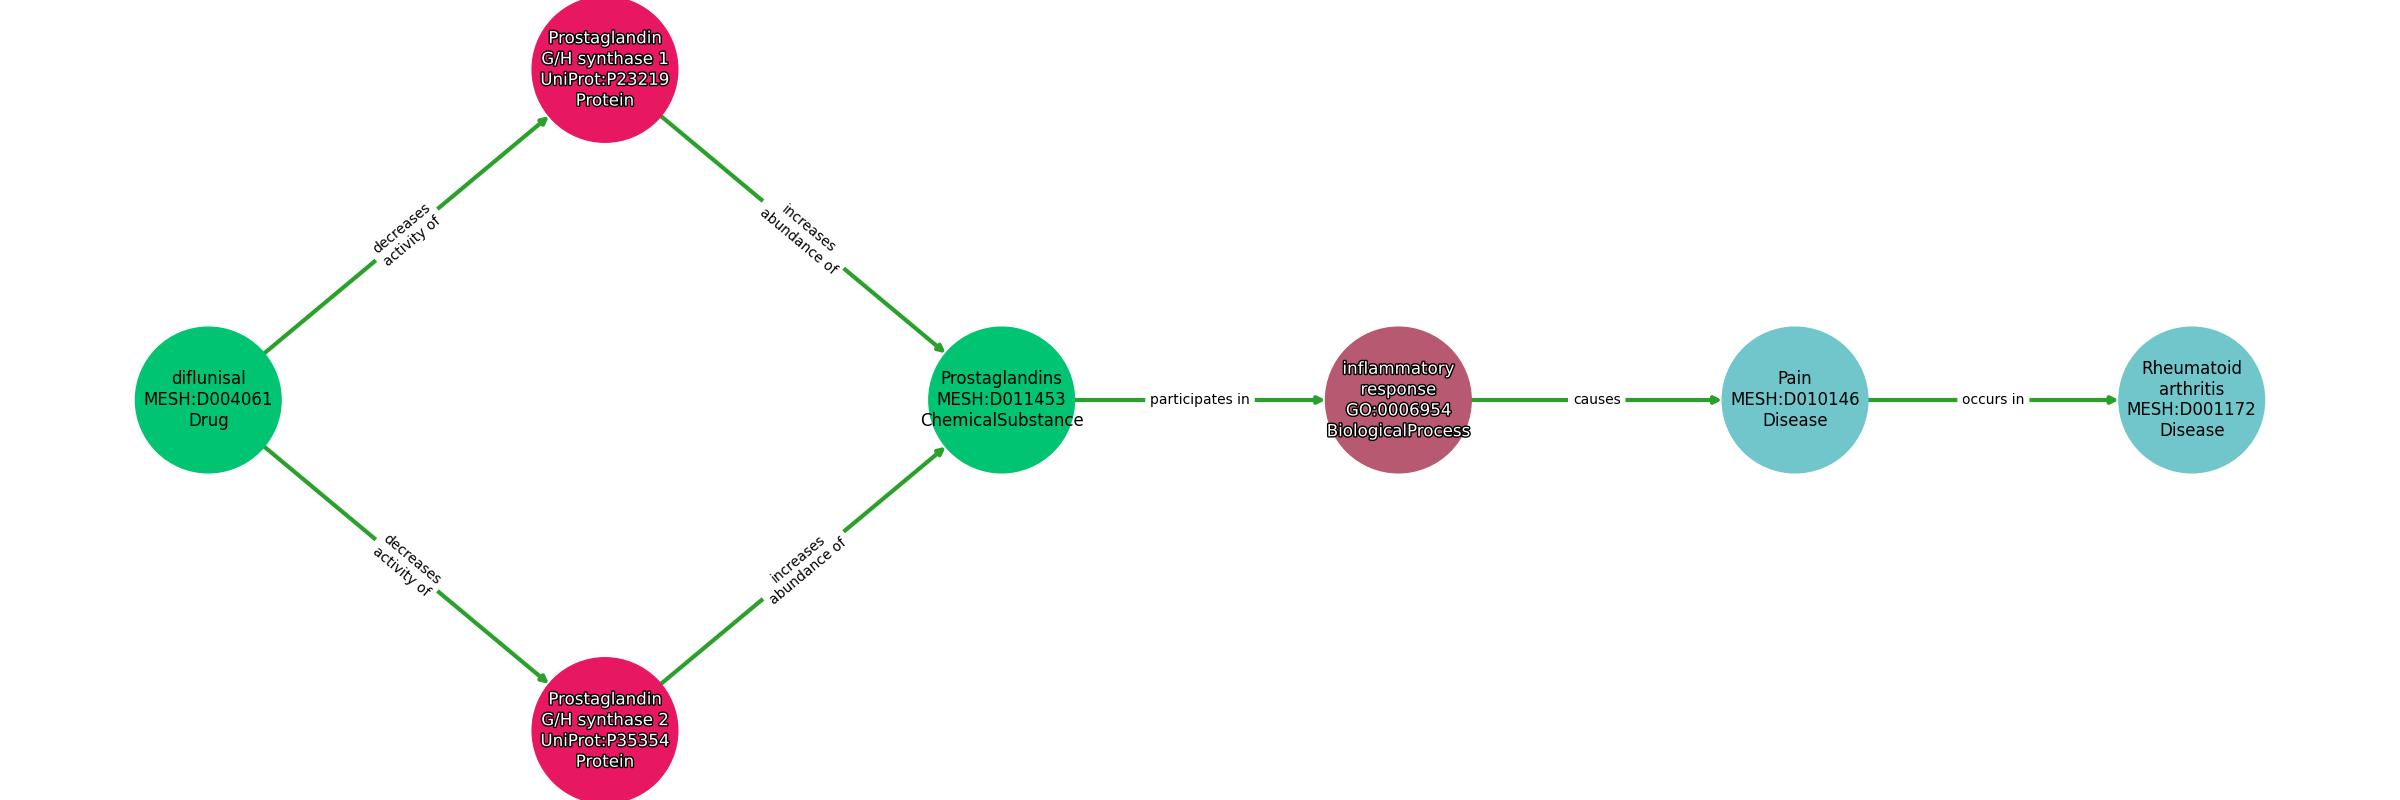 Prostaglandin
G/H synthase 1
UniProt:P23219
Protein
decreases
activity of
increases
abundance of
diflunisal
MESH:D004061
Drug
Prostaglandins
MESH:D011453
ChemicalSubstance
participates in
inflammatory
response
GO:0006954
BiologicalProcess
causes
Pain
MESH:D010146
Disease
occurs in
Rheumatoid
arthritis
MESH:D001172
Disease
decreases
activity of
increases
abundance of
Prostaglandin
G/H synthase 2
UniProt:P35354
Protein